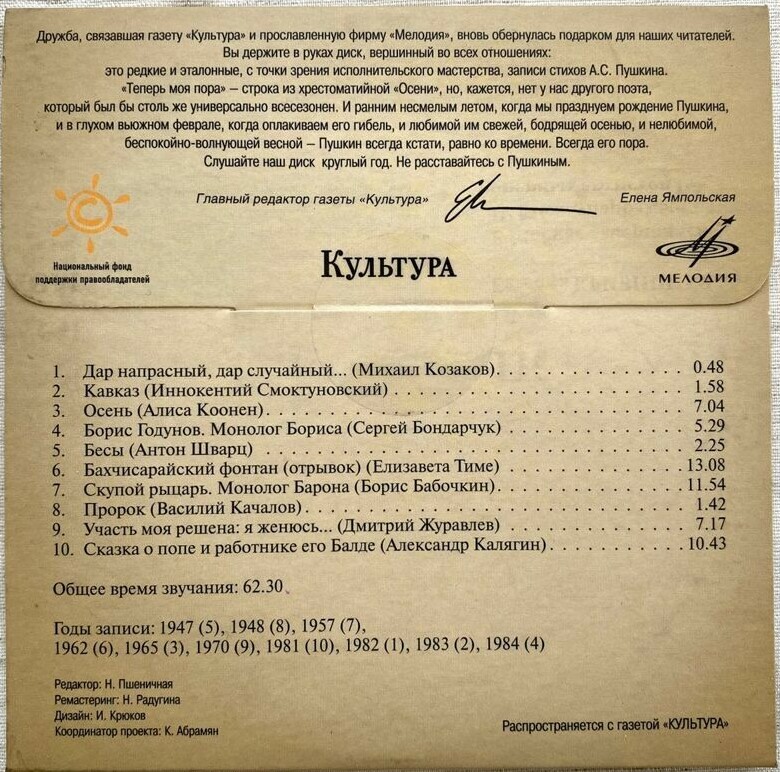 Дружба, связавшая газету «Культура» и прославленную фирму «Мелодия», вновь обернулась подарком для наших читателей.
Вы держите в руках диск, вершинный во всех отношениях:
это редкие и эталонные, с точки зрения исполнительского мастерства, записи стихов А.С. Пушкина.
«Теперь моя пора» – строка из хрестоматийной «Осени», но, кажется, нет у нас другого поэта,
который был бы столь же универсально всесезонен. И ранним несмелым летом, когда мы празднуем рождение Пушкина,
и в глухом вьюжном феврале, когда оплакиваем его гибель, и любимой им свежей, бодрящей осенью, и нелюбимой,
беспокойно-волнующей весной – Пушкин всегда кстати, равно ко времени. Всегда его пора.
Слушайте наш диск круглый год. Не расставайтесь с Пушкиным.
Главный редактор газеты «Культура» Елена Ямпольская
Национальный фонд
поддержки правообладателей
КУЛЬТУРА
МЕЛОДИЯ
1. Дар напрасный, дар случайный... (Михаил Козаков). . . . . . . . . . . . . . . . . 0.48
2. Кавказ (Иннокентий Смоктуновский) . . . . . . . . . . . . . . . . . . . . . . . . . . . 1.58
3. Осень (Алиса Коонен). . . . . . . . . . . . . . . . . . . . . . . . . . . . . . . . . . . . . . 7.04
4. Борис Годунов. Монолог Бориса (Сергей Бондарчук) . . . . . . . . . . . . . . . . 5.29
5. Бесы (Антон Шварц) . . . . . . . . . . . . . . . . . . . . . . . . . . . . . . . . . . . . . . . 2.25
6. Бахчисарайский фонтан (отрывок) (Елизавета Тиме) . . . . . . . . . . . . . . . 13.08
7. Скупой рыцарь. Монолог Барона (Борис Бабочкин). . . . . . . . . . . . . . . . . 11.54
8. Пророк (Василий Качалов) . . . . . . . . . . . . . . . . . . . . . . . . . . . . . . . . . . 1.42
9. Участь моя решена: я женюсь... (Дмитрий Журавлев) . . . . . . . . . . . . . . . 7.17
10. Сказка о попе и работнике его Балде (Александр Калягин). . . . . . . . . . . 10.43
Общее время звучания: 62.30
Годы записи: 1947 (5), 1948 (8), 1957 (7),
1962 (6), 1965 (3), 1970 (9), 1981 (10), 1982 (1), 1983 (2), 1984 (4)
Редактор: Н. Пшеничная
Ремастеринг: Н. Радугина
Дизайн: И. Крюков
Координатор проекта: К. Абрамян
Распространяется с газетой «КУЛЬТУРА»